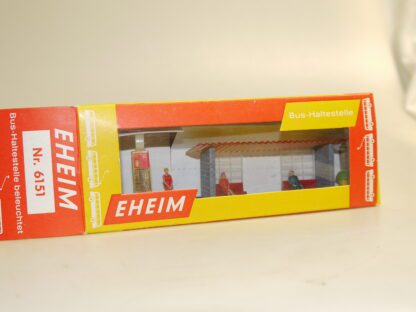 EHEIM
Bus-Haltestelle beleuchtet
Nr. 6151
Bus-Haltestelle
EHEIM